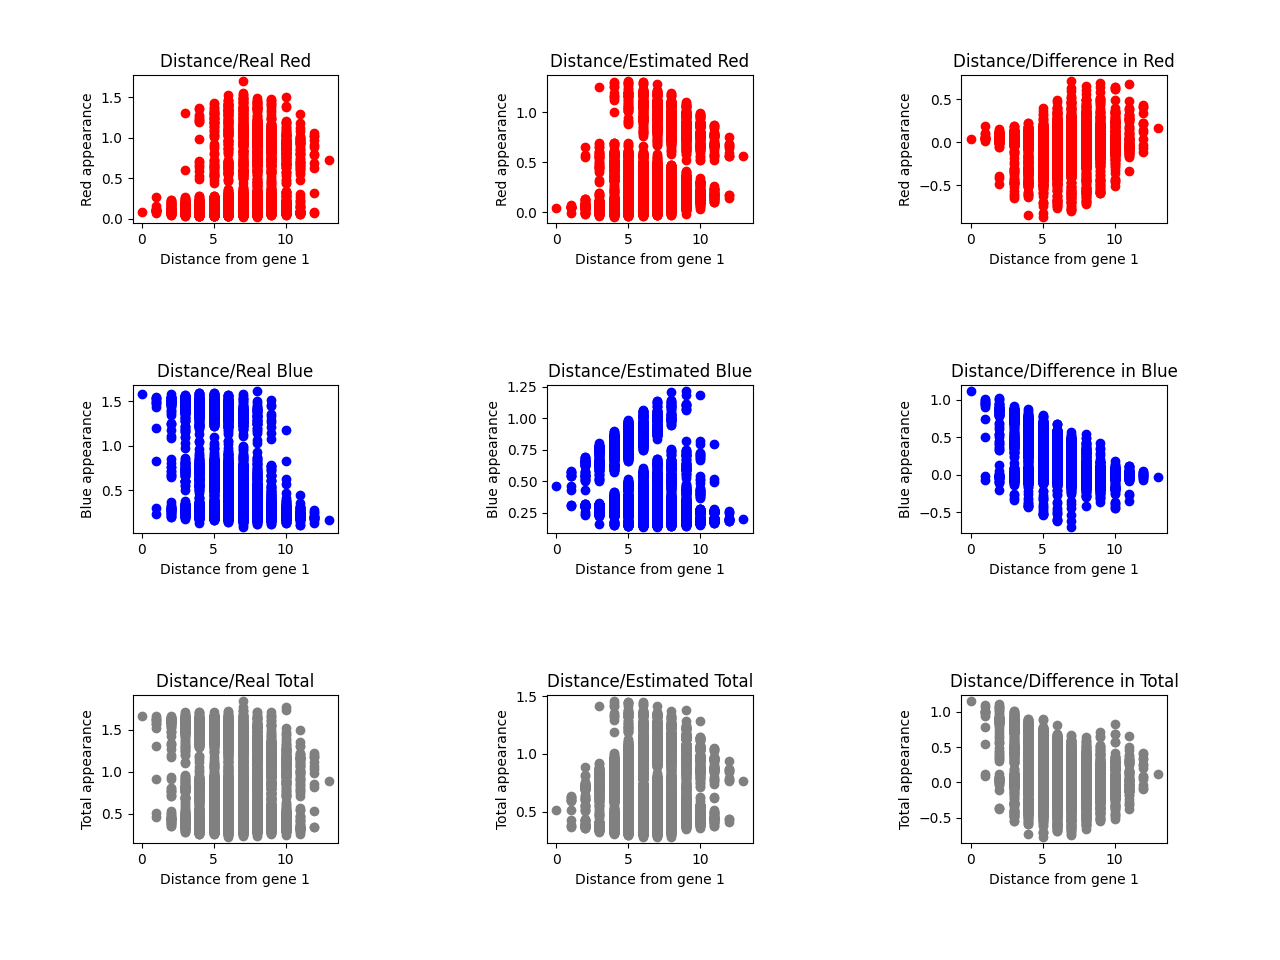 Distance/Real Red
Distance/Estimated Red
Distance/Difference in Red
Red appearance
1.5
1.0
0.5
0.0
0
5
10
Distance from gene 1
Red appearance
1.0
0.5
0.0
0
5
10
Distance from gene 1
Red appearance
0.5
0.0
−0.5
0
5
10
Distance from gene 1
Distance/Real Blue
Distance/Estimated Blue
Distance/Difference in Blue
Blue appearance
1.5
1.0
0.5
0
5
10
Distance from gene 1
Blue appearance
1.25
1.00
0.75
0.50
0.25
0
5
10
Distance from gene 1
Blue appearance
1.0
0.5
0.0
−0.5
0
5
10
Distance from gene 1
Distance/Real Total
Distance/Estimated Total
Distance/Difference in Total
Total appearance
1.5
1.0
0.5
0
5
10
Distance from gene 1
Total appearance
1.5
1.0
0.5
0
5
10
Distance from gene 1
Total appearance
1.0
0.5
0.0
−0.5
0
5
10
Distance from gene 1